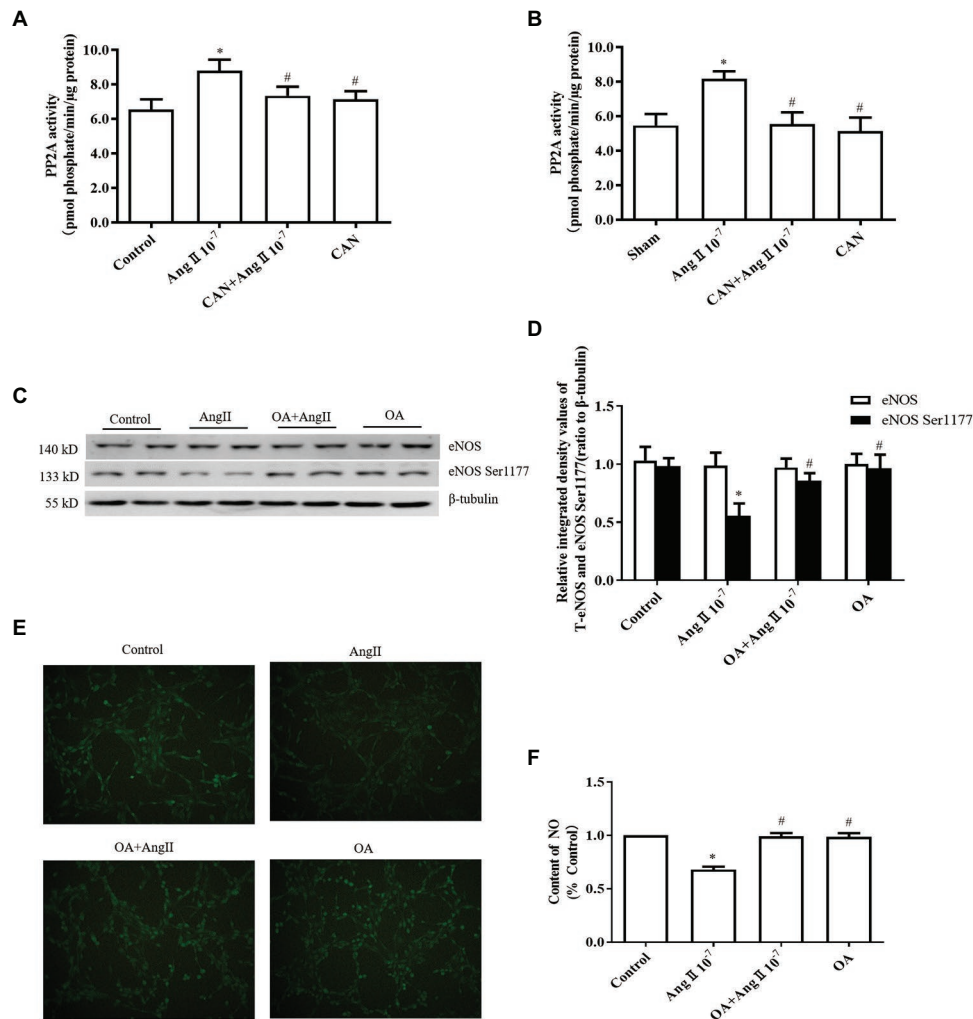 A
PP2A activity
(pmol phosphate/min/µg protein)
10.0
8.0
6.0
4.0
2.0
0.0
*
#
#
Control
Ang Ⅱ 10⁻⁷
CAN+Ang Ⅱ 10⁻⁷
CAN
B
PP2A activity
(pmol phosphate/min/µg protein)
10.0
8.0
6.0
4.0
2.0
0.0
*
#
#
Sham
Ang Ⅱ 10⁻⁷
CAN+Ang Ⅱ 10⁻⁷
CAN
C
Control AngII OA+AngII OA
140 kD eNOS
133 kD eNOS Ser1177
55 kD β-tubulin
D
Relative integrated density values of
T-eNOS and eNOS Ser1177(ratio to β-tubulin)
eNOS
eNOS Ser1177
1.5
1.0
0.5
0.0
*
#
#
Control
Ang Ⅱ 10⁻⁷
OA+Ang Ⅱ 10⁻⁷
OA
E
Control
AngII
OA+AngII
OA
F
Content of NO
(% Control)
1.5
1.0
0.5
0.0
*
#
#
Control
Ang Ⅱ 10⁻⁷
OA+Ang Ⅱ 10⁻⁷
OA